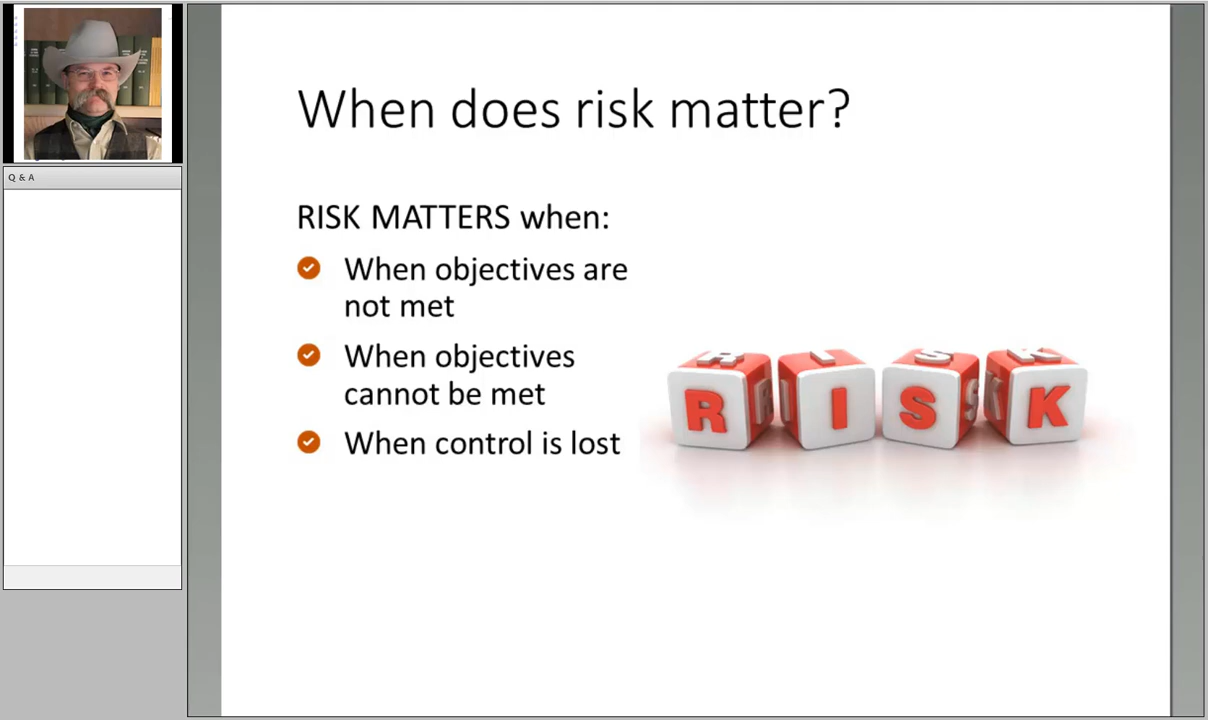 Q & A
When does risk matter?
RISK MATTERS when:
When objectives are
not met
When objectives
cannot be met
When control is lost
R I S K
R I S K